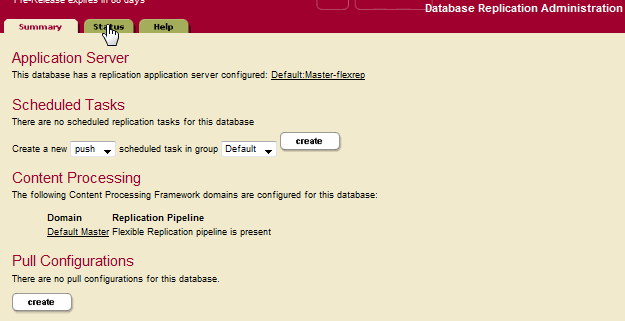 Pre-Release expires in 88 days
Database Replication Administration
Summary
Status
Help
Application Server
This database has a replication application server configured: Default:Master-flexrep
Scheduled Tasks
There are no scheduled replication tasks for this database
Create a new push scheduled task in group Default create
Content Processing
The following Content Processing Framework domains are configured for this database:
Domain Replication Pipeline
Default Master Flexible Replication pipeline is present
Pull Configurations
There are no pull configurations for this database.
create